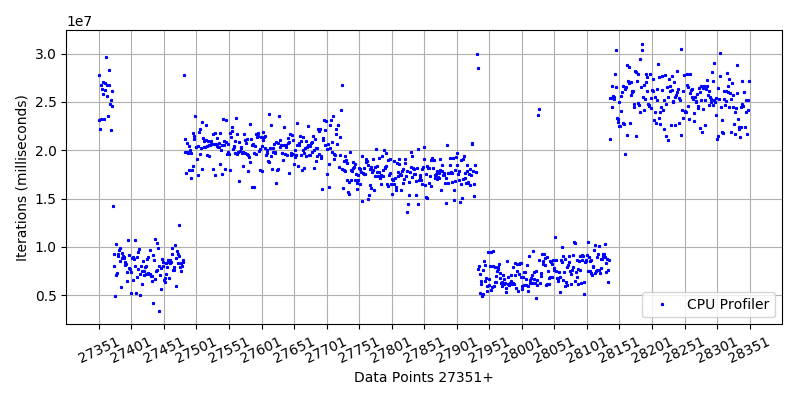 1e7
3.0
2.5
2.0
1.5
1.0
0.5
Iterations (milliseconds)
CPU Profiler
27351 27401 27451 27501 27551 27601 27651 27701 27751 27801 27851 27901 27951 28001 28051 28101 28151 28201 28251 28301 28351
Data Points 27351+